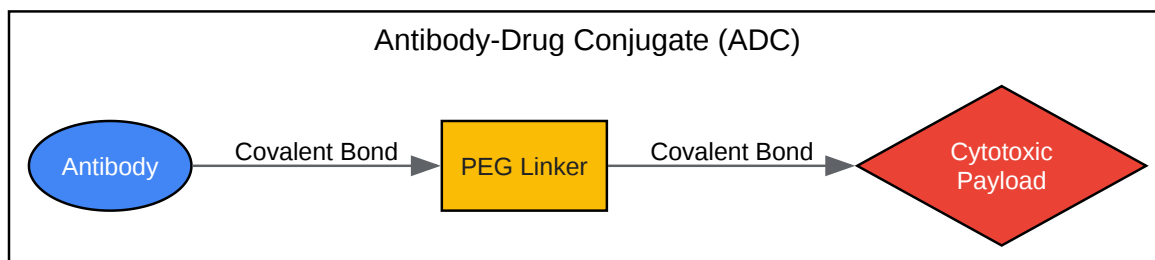 Antibody-Drug Conjugate (ADC)
Antibody
Covalent Bond
PEG Linker
Covalent Bond
Cytotoxic
Payload